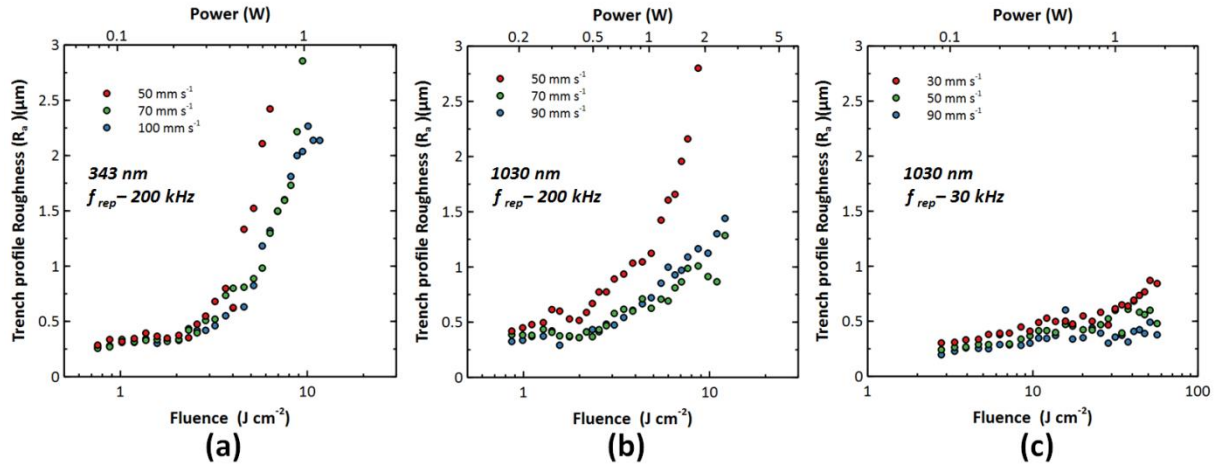 Power (W)
0.1 1
Trench profile Roughness (Ra )(µm)
3
2.5
2
1.5
1
0.5
0
50 mm s-1
70 mm s-1
100 mm s-1
343 nm
f rep – 200 kHz
1 10
Fluence (J cm-2)
(a)
Power (W)
0.2 0.5 1 2 5
Trench profile Roughness (Ra )(µm)
3
2.5
2
1.5
1
0.5
0
50 mm s-1
70 mm s-1
90 mm s-1
1030 nm
f rep – 200 kHz
1 10
Fluence (J cm-2)
(b)
Power (W)
0.1 1
Trench profile Roughness (Ra )(µm)
3
2.5
2
1.5
1
0.5
0
30 mm s-1
50 mm s-1
90 mm s-1
1030 nm
f rep – 30 kHz
1 10 100
Fluence (J cm-2)
(c)